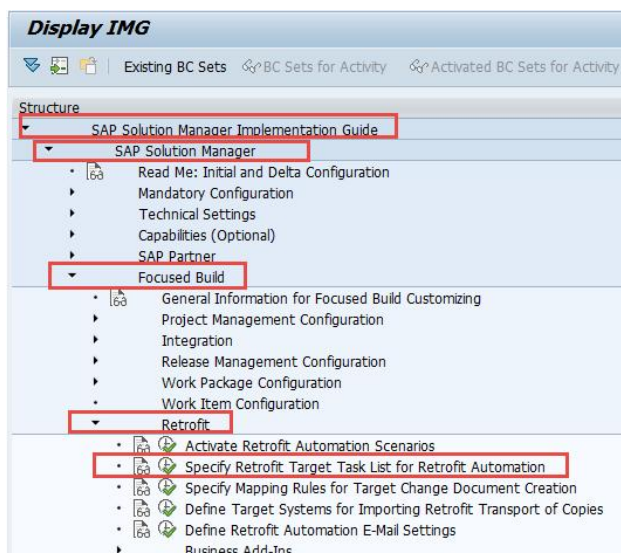 Display IMG
Existing BC Sets BC Sets for Activity Activated BC Sets for Activity
Structure
SAP Solution Manager Implementation Guide
SAP Solution Manager
Read Me: Initial and Delta Configuration
Mandatory Configuration
Technical Settings
Capabilities (Optional)
SAP Partner
Focused Build
General Information for Focused Build Customizing
Project Management Configuration
Integration
Release Management Configuration
Work Package Configuration
Work Item Configuration
Retrofit
Activate Retrofit Automation Scenarios
Specify Retrofit Target Task List for Retrofit Automation
Specify Mapping Rules for Target Change Document Creation
Define Target Systems for Importing Retrofit Transport of Copies
Define Retrofit Automation E-Mail Settings
Business Add-Ins